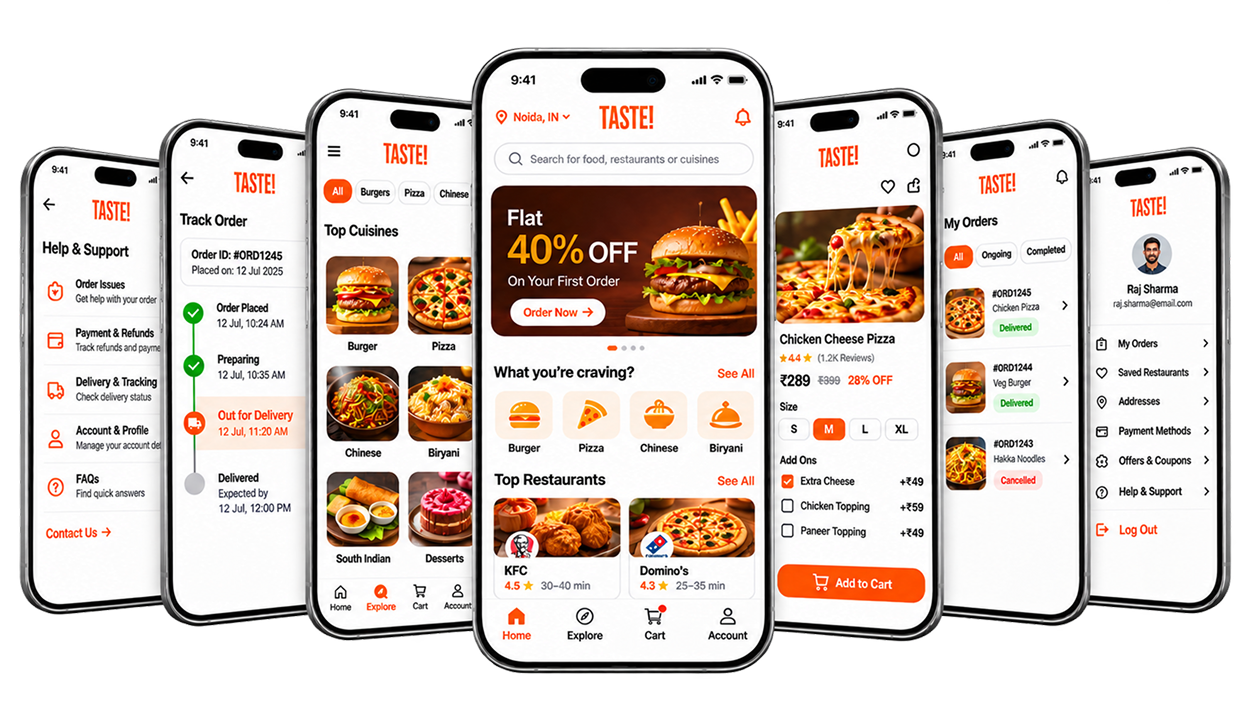 9:41
TASTE!
Help & Support
Order Issues
Get help with your order
Payment & Refunds
Track refunds and payme
Delivery & Tracking
Check delivery status
Account & Profile
Manage your account det
FAQs
Find quick answers
Contact Us →
9:41
TASTE!
Track Order
Order ID: #ORD1245
Placed on: 12 Jul 2025
Order Placed
12 Jul, 10:24 AM
Preparing
12 Jul, 10:35 AM
Out for Delivery
12 Jul, 11:20 AM
Delivered
Expected by
12 Jul, 12:00 PM
9:41
TASTE!
All Burgers Pizza Chinese
Top Cuisines
Burger Pizza
Chinese Biryani
South Indian Desserts
Home Explore Cart Account
9:41
Noida, IN
TASTE!
Search for food, restaurants or cuisines
Flat
40% OFF
On Your First Order
Order Now →
What you're craving? See All
Burger Pizza Chinese Biryani
Top Restaurants See All
KFC
4.5 ★ 30–40 min
Domino's
4.3 ★ 25–35 min
Home Explore Cart Account
9:41
TASTE!
Chicken Cheese Pizza
★4.4 ★ (1.2K Reviews)
₹289 ₹399 28% OFF
Size
S M L XL
Add Ons
Extra Cheese +₹49
Chicken Topping +₹59
Paneer Topping +₹49
Add to Cart
9:41
TASTE!
My Orders
All Ongoing Completed
#ORD1245
Chicken Pizza
Delivered
#ORD1244
Veg Burger
Delivered
#ORD1243
Hakka Noodles
Cancelled
9:41
TASTE!
Raj Sharma
raj.sharma@email.com
My Orders
Saved Restaurants
Addresses
Payment Methods
Offers & Coupons
Help & Support
Log Out